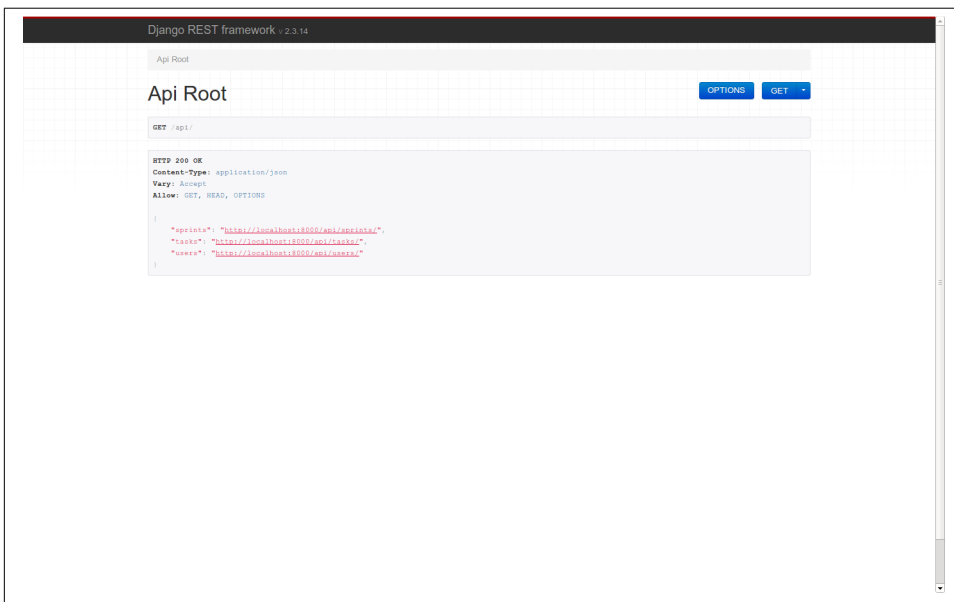 Django REST framework v 2.3.14
Api Root
Api Root
OPTIONS GET
GET /api/
HTTP 200 OK
Content-Type: application/json
Vary: Accept
Allow: GET, HEAD, OPTIONS
{
"sprints": "http://localhost:8000/api/sprints/",
"tasks": "http://localhost:8000/api/tasks/",
"users": "http://localhost:8000/api/users/"
}